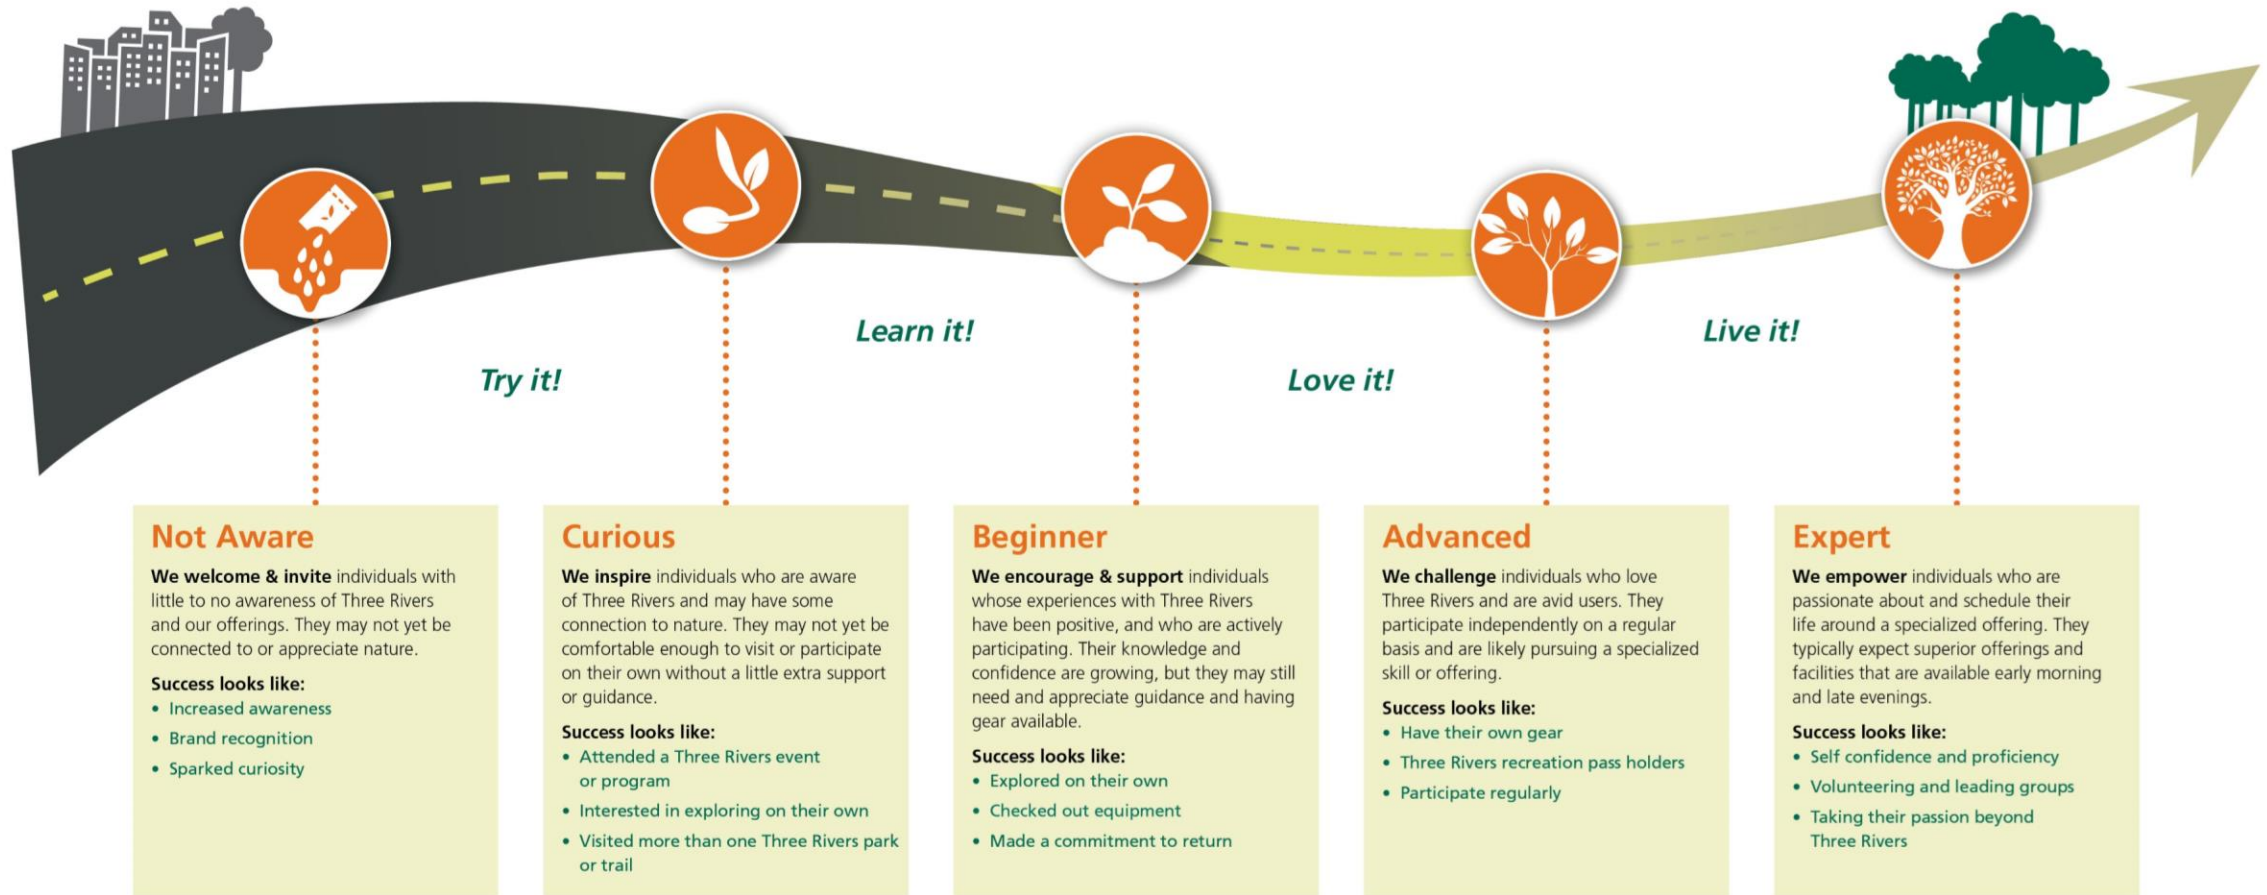 Learn it!
Live it!
Try it!
Love it!
Not Aware
We welcome & invite individuals with
little to no awareness of Three Rivers
and our offerings. They may not yet be
connected to or appreciate nature.
Success looks like:
• Increased awareness
• Brand recognition
• Sparked curiosity
Curious
We inspire individuals who are aware
of Three Rivers and may have some
connection to nature. They may not yet be
comfortable enough to visit or participate
on their own without a little extra support
or guidance.
Success looks like:
• Attended a Three Rivers event
or program
• Interested in exploring on their own
• Visited more than one Three Rivers park
or trail
Beginner
We encourage & support individuals
whose experiences with Three Rivers
have been positive, and who are actively
participating. Their knowledge and
confidence are growing, but they may still
need and appreciate guidance and having
gear available.
Success looks like:
• Explored on their own
• Checked out equipment
• Made a commitment to return
Advanced
We challenge individuals who love
Three Rivers and are avid users. They
participate independently on a regular
basis and are likely pursuing a specialized
skill or offering.
Success looks like:
• Have their own gear
• Three Rivers recreation pass holders
• Participate regularly
Expert
We empower individuals who are
passionate about and schedule their
life around a specialized offering. They
typically expect superior offerings and
facilities that are available early morning
and late evenings.
Success looks like:
• Self confidence and proficiency
• Volunteering and leading groups
• Taking their passion beyond
Three Rivers